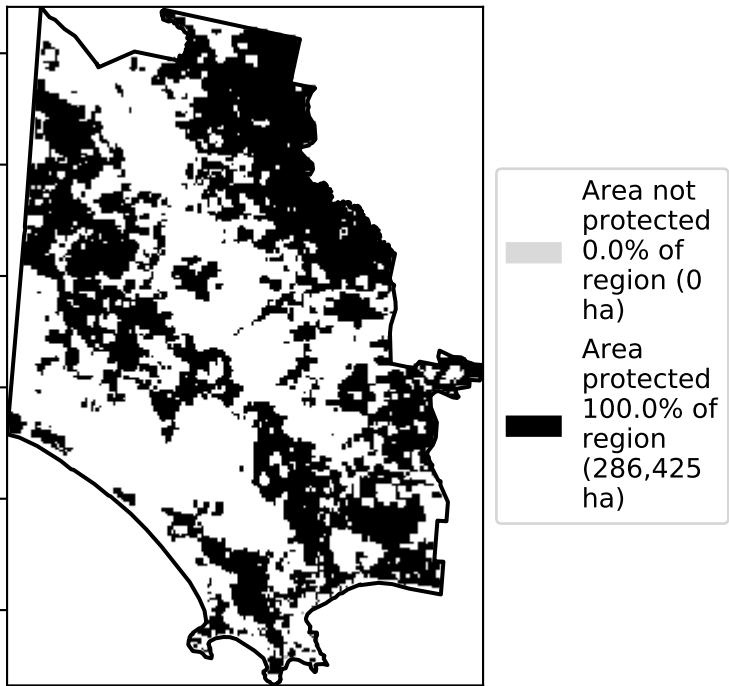 Area not
protected
0.0% of
region (0
ha)
Area
protected
100.0% of
region
(286,425
ha)